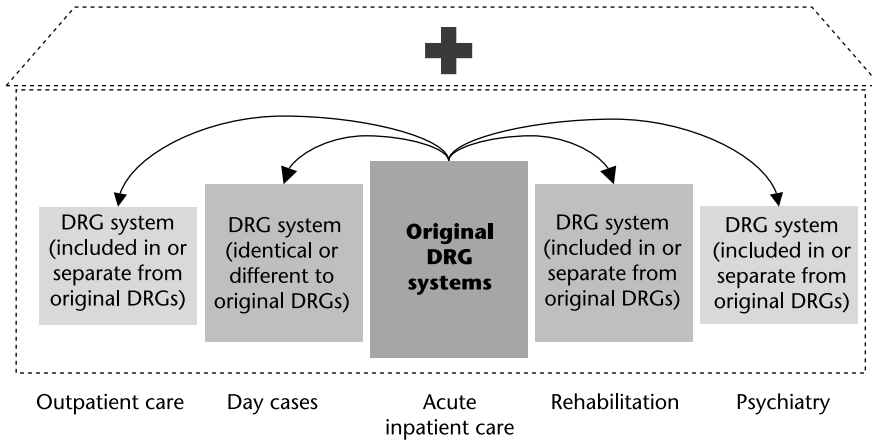 DRG system
(included in or
separate from
original DRGs)
DRG system
(identical or
different to
original DRGs)
Original
DRG
systems
DRG system
(included in or
separate from
original DRGs)
DRG system
(included in or
separate from
original DRGs)
Outpatient care
Day cases
Acute
inpatient care
Rehabilitation
Psychiatry